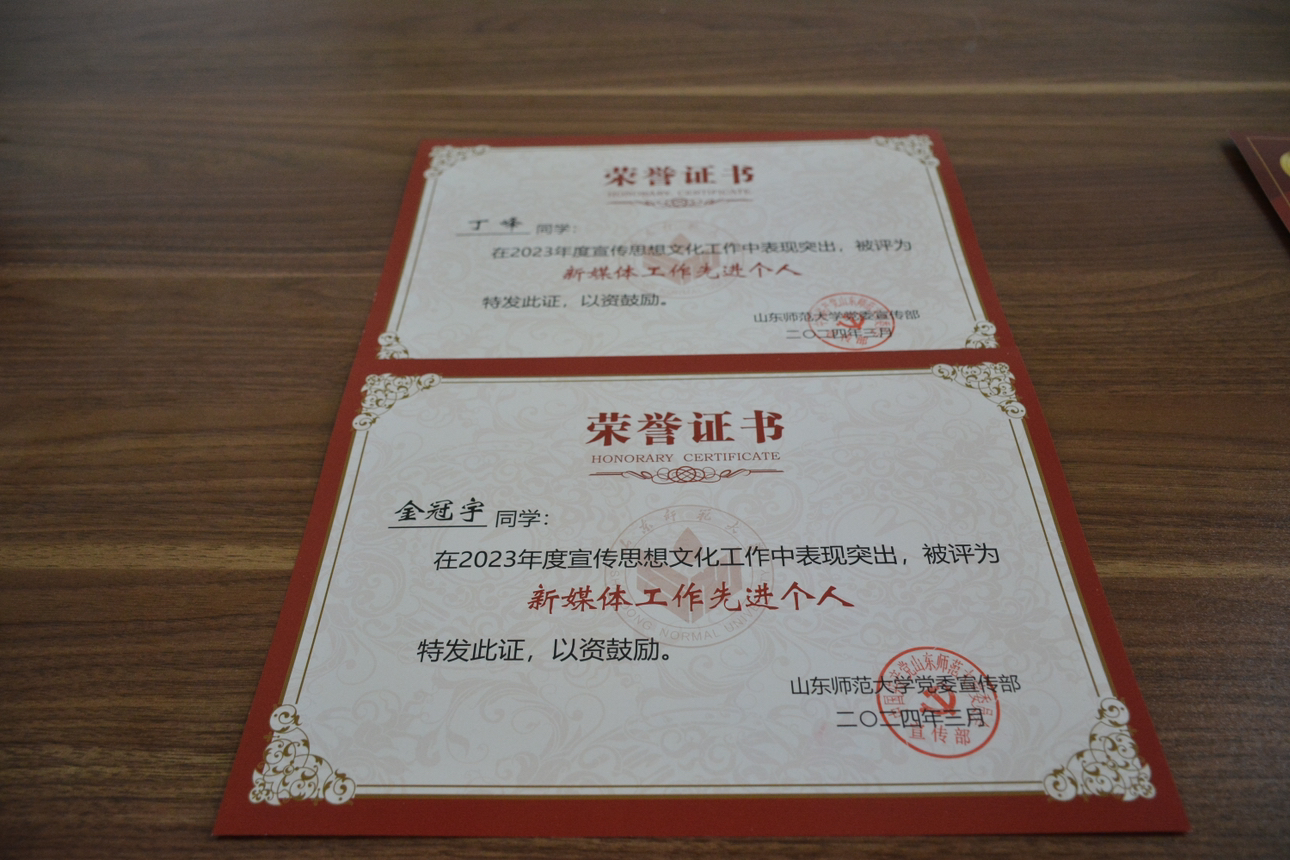 荣誉证书
HONORARY CERTIFICATE
丁峰 同学：
在2023年度宣传思想文化工作中表现突出，被评为
新媒体工作先进个人
特发此证，以资鼓励。
山东师范大学党委宣传部
二〇二四年三月
荣誉证书
HONORARY CERTIFICATE
金冠宇 同学：
在2023年度宣传思想文化工作中表现突出，被评为
新媒体工作先进个人
特发此证，以资鼓励。
山东师范大学党委宣传部
二〇二四年三月
宣传部